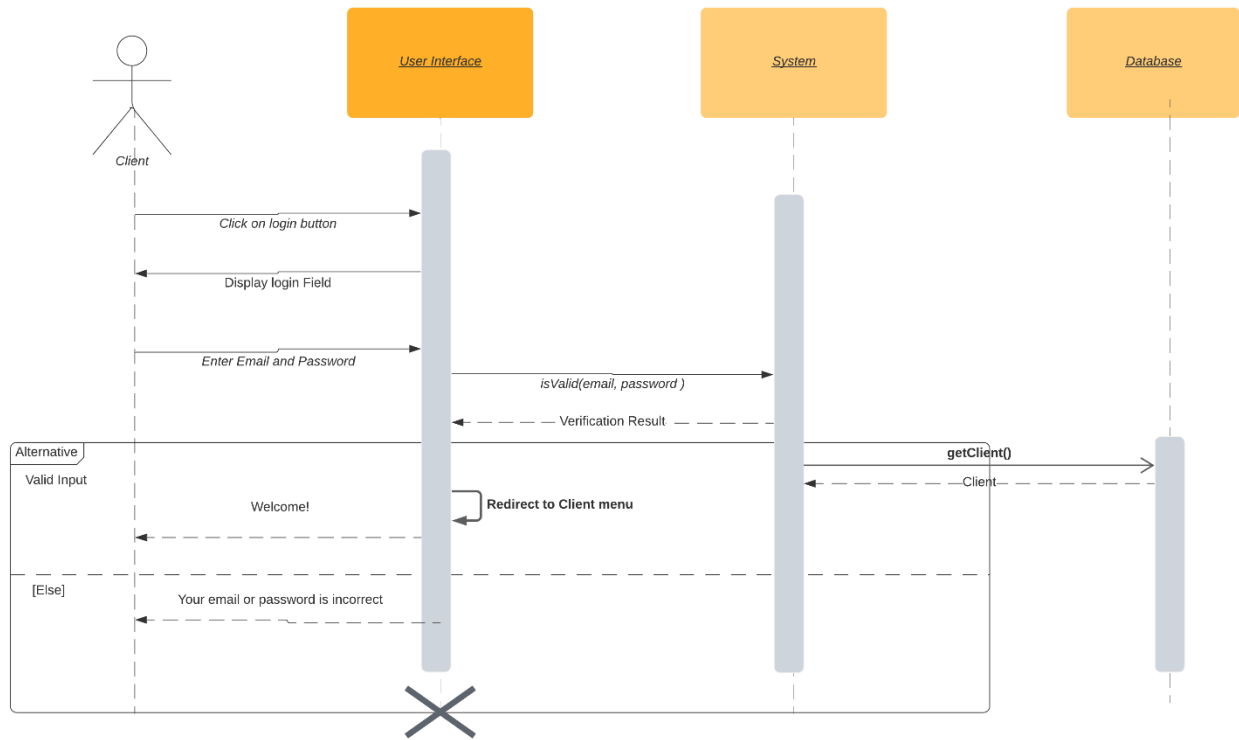 User Interface
System
Database
Client
Click on login button
Display login Field
Enter Email and Password
isValid(email, password )
Verification Result
Alternative
getClient()
Valid Input
Client
Welcome!
Redirect to Client menu
[Else]
Your email or password is incorrect